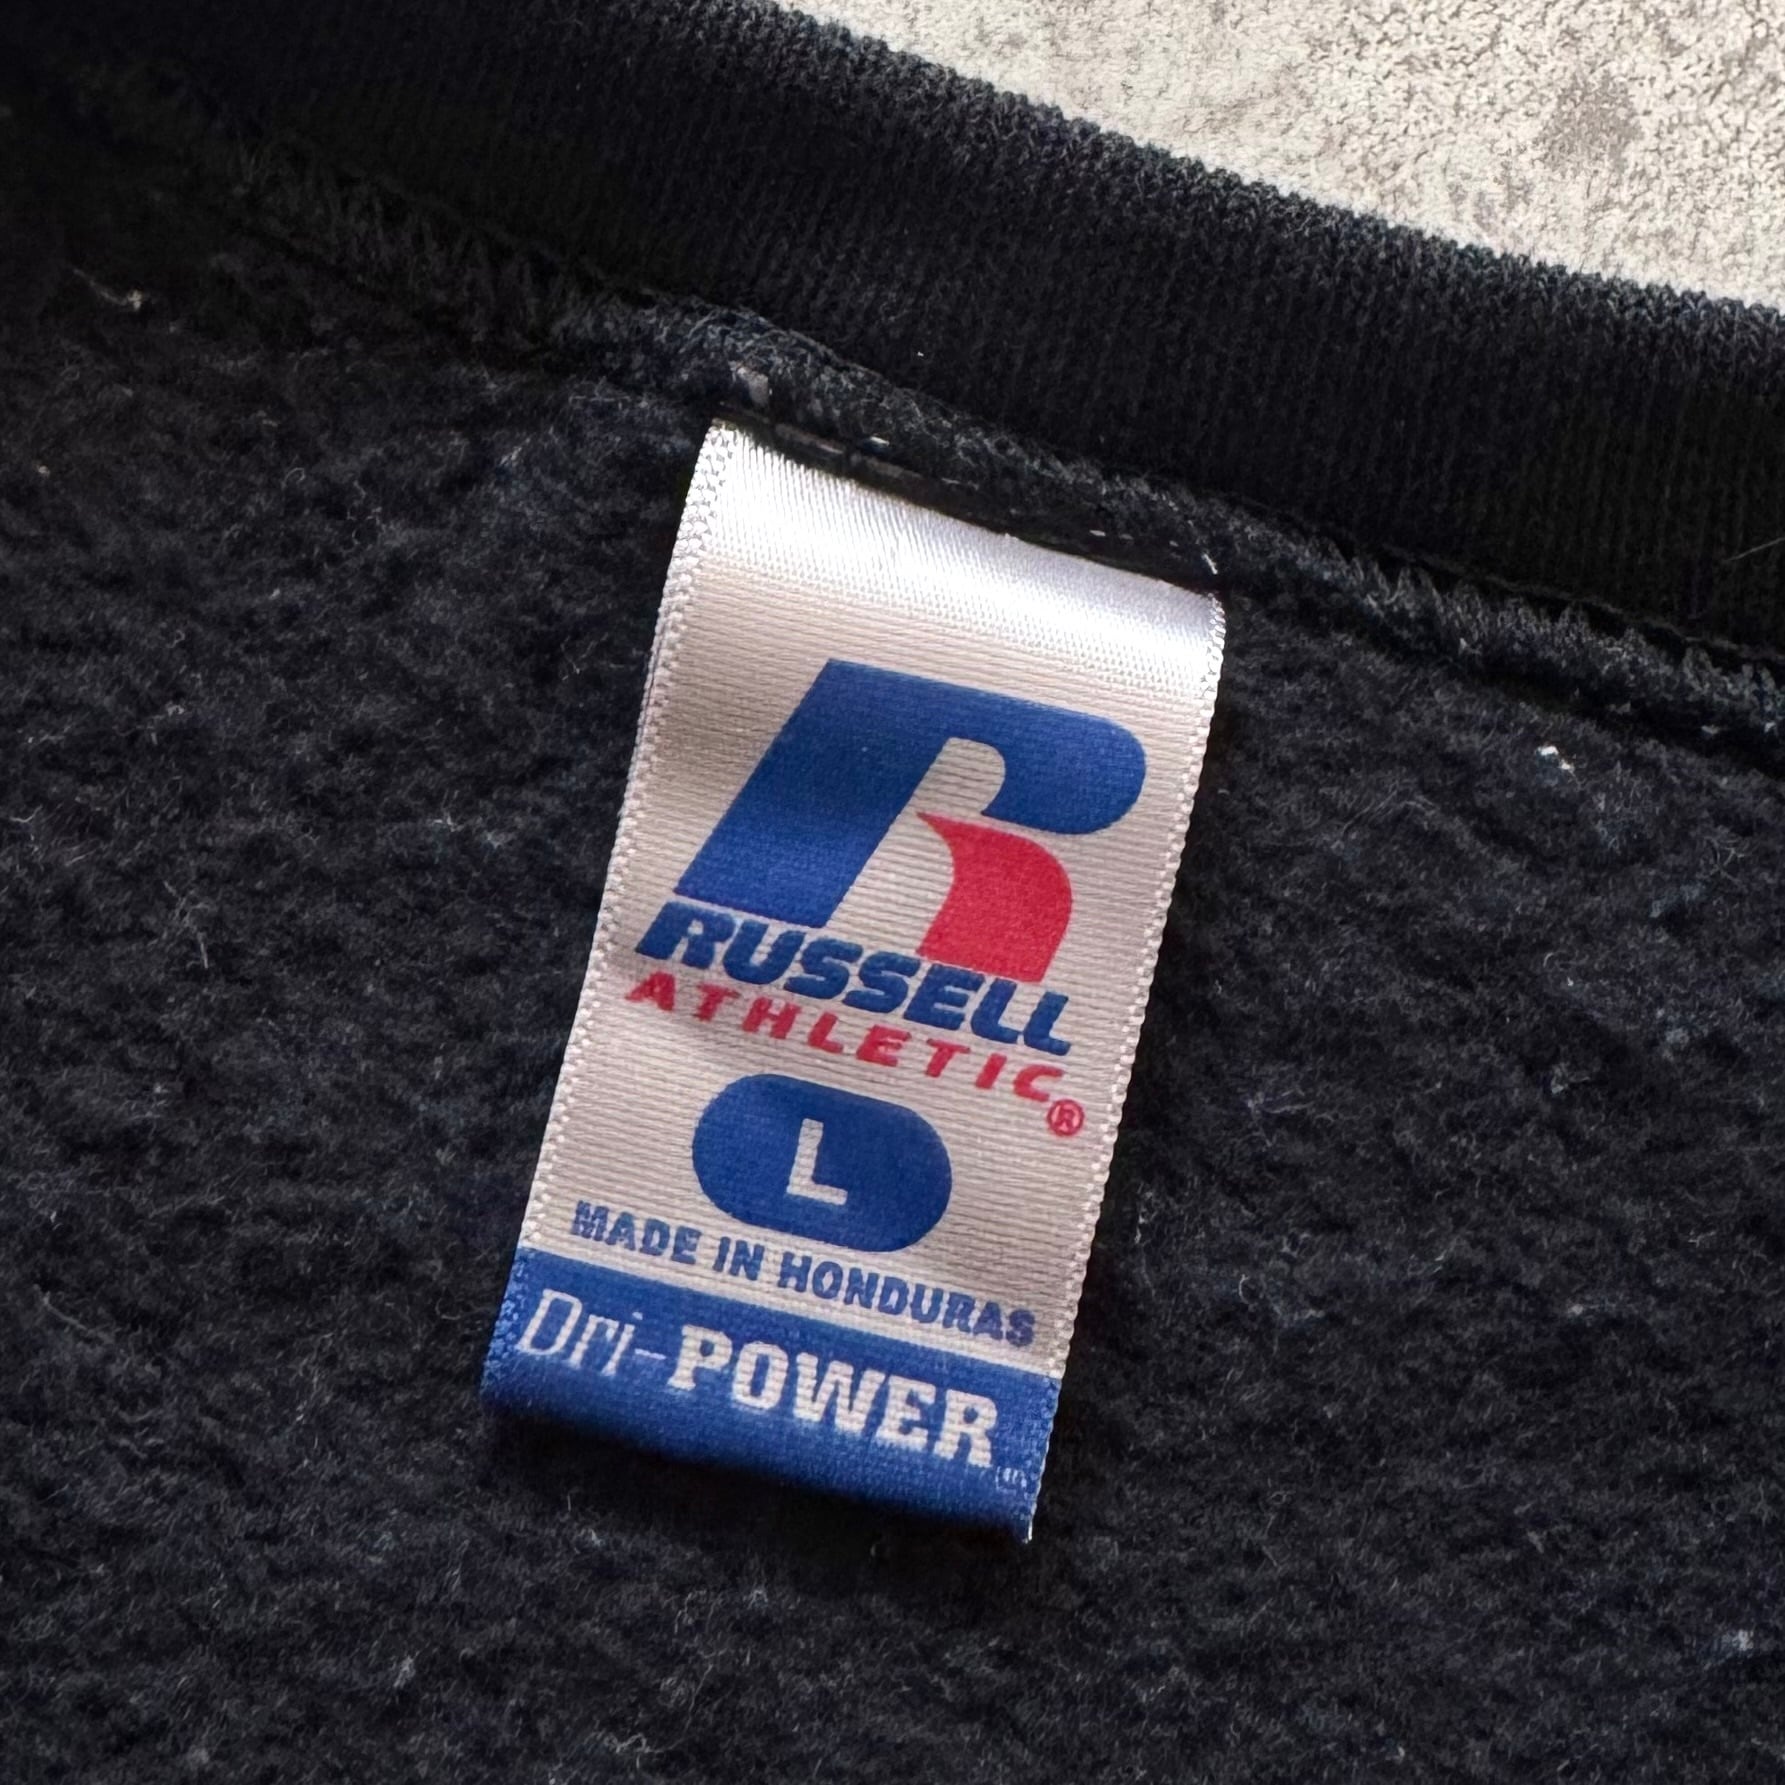 R
RUSSELL
ATHLETIC®
L
MADE IN HONDURAS
Dri-POWER